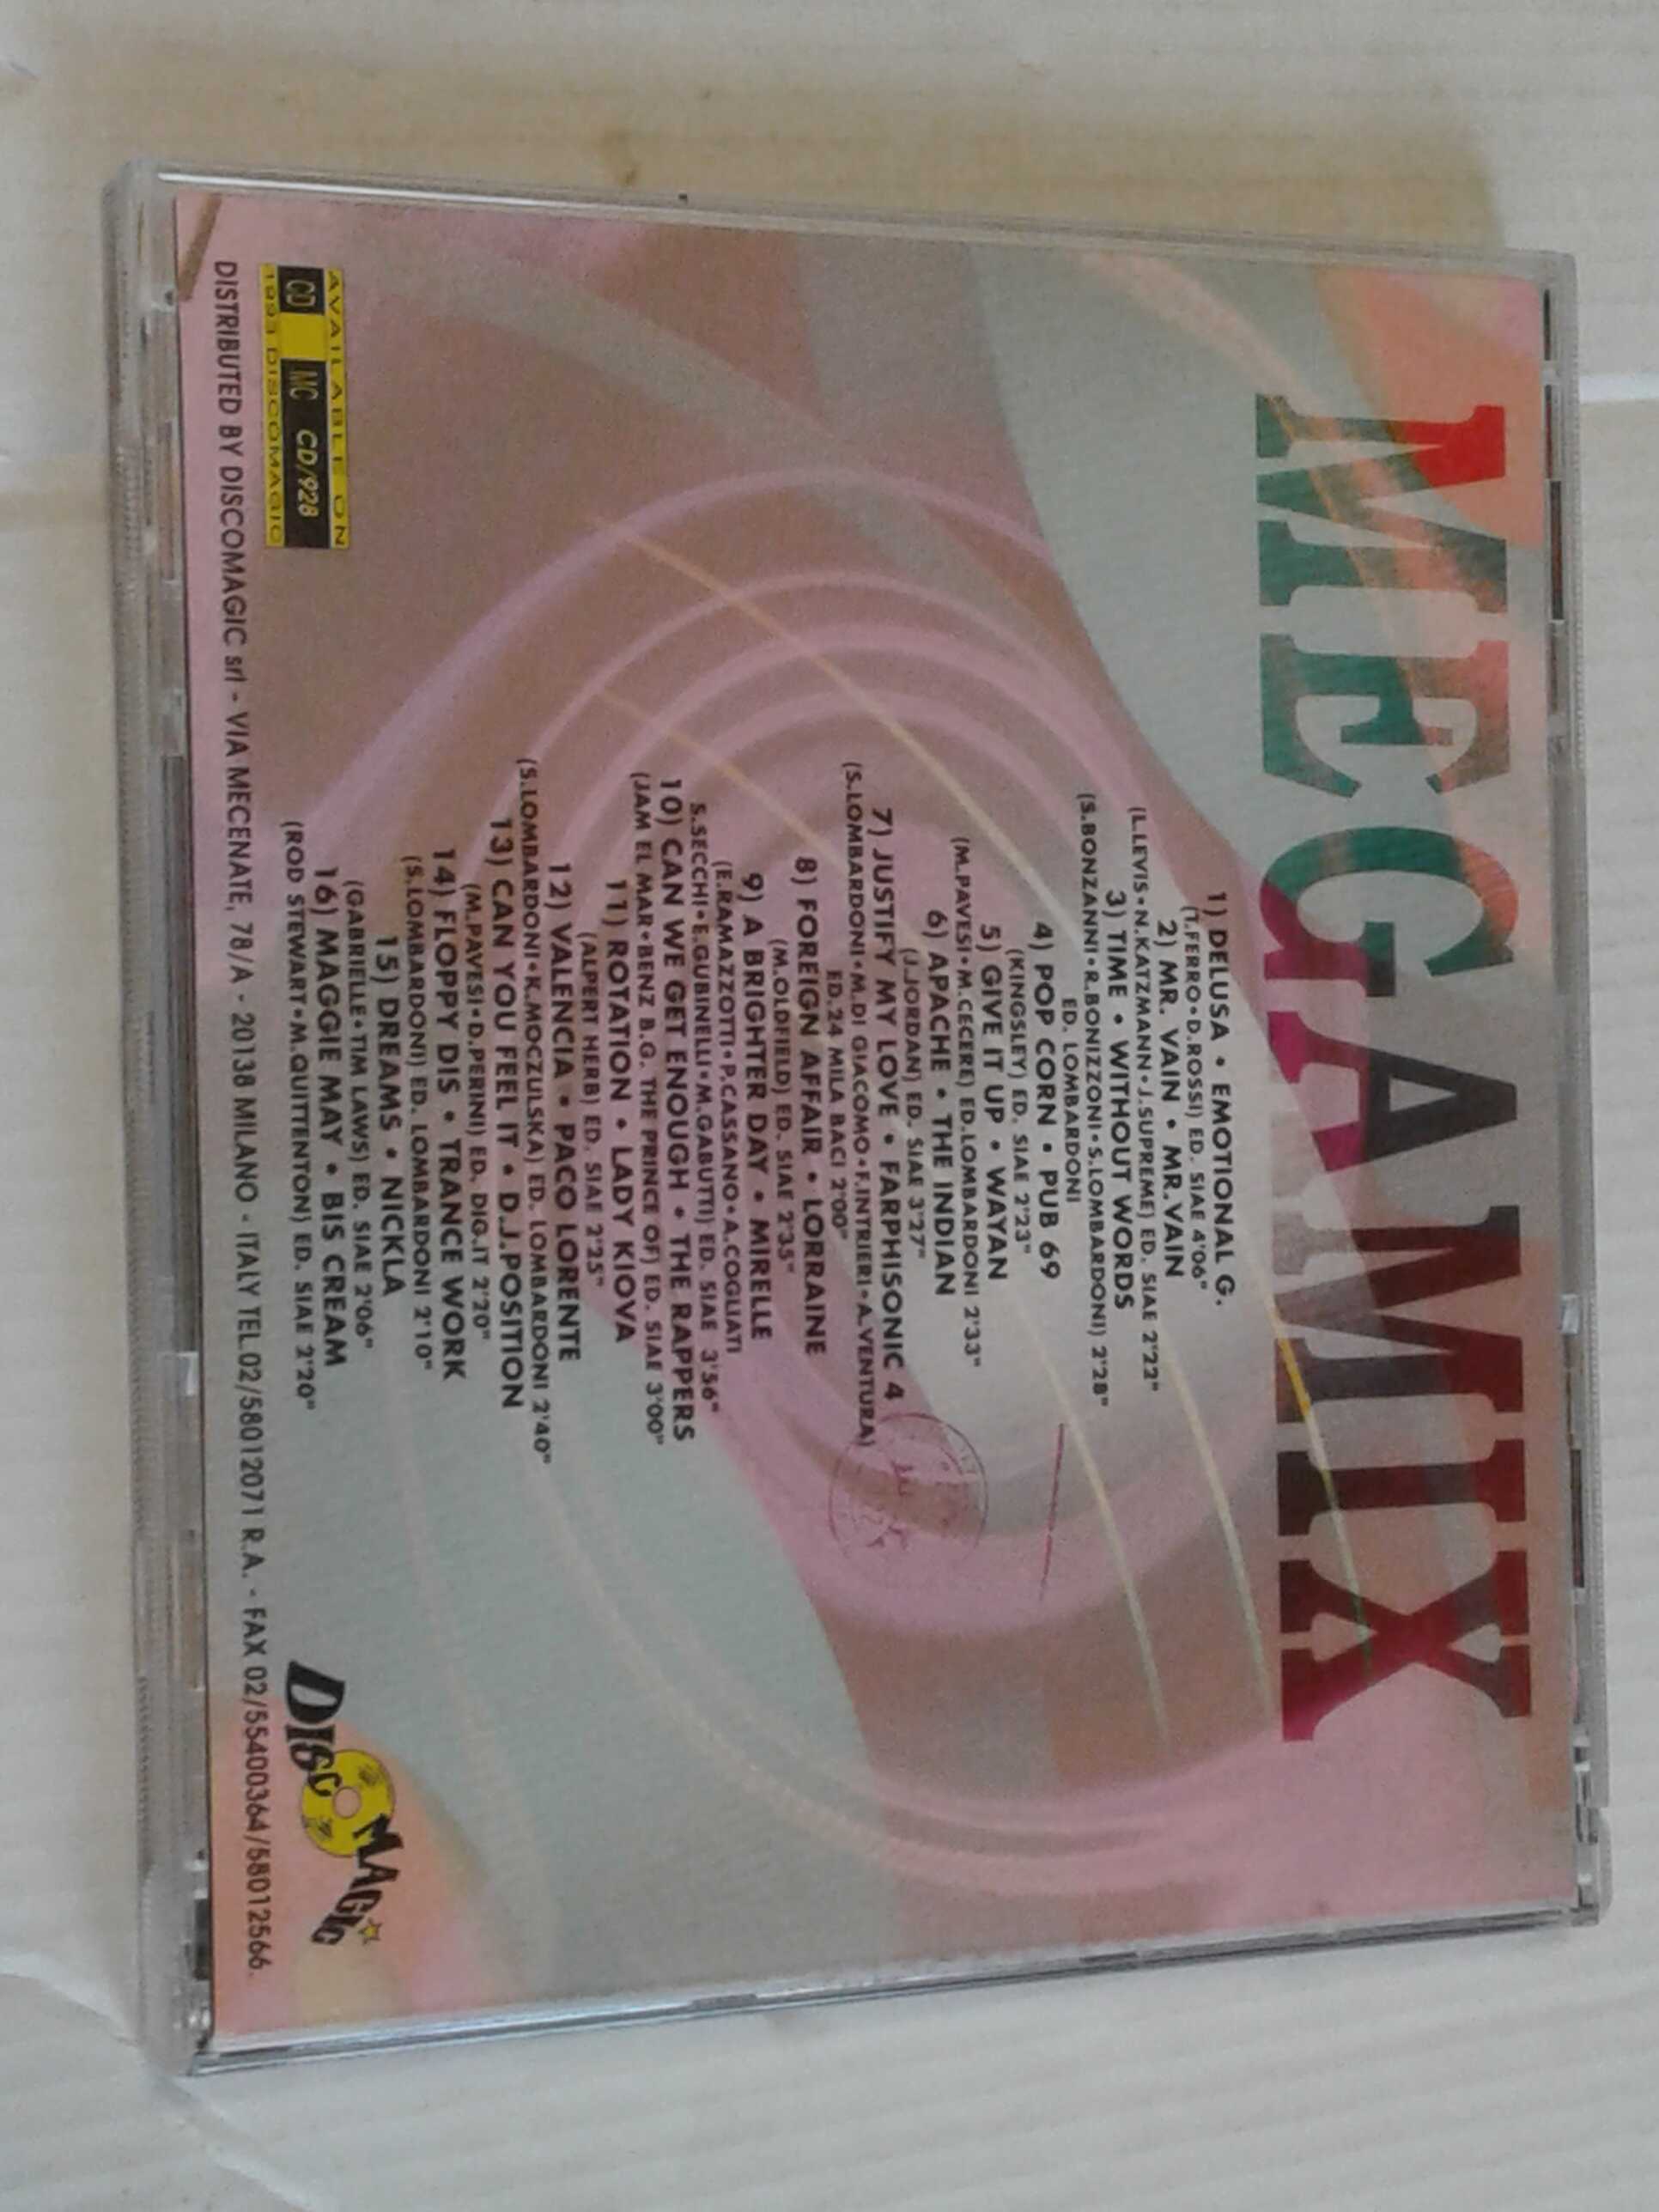 MEGAMIX
1) DELUSA • EMOTIONAL G.
(T.FERRO•D.ROSSI) ED. SIAE 4'06"
2) MR. VAIN • MR.VAIN
(L.LEVIS•N.KATZMANN•J.SUPREME) ED. SIAE 2'22"
3) TIME • WITHOUT WORDS
(S.BONZANNI•R.BONIZZONI•S.LOMBARDONI) 2'28"
ED. LOMBARDONI
4) POP CORN • PUB 69
(KINGSLEY) ED. SIAE 2'23"
5) GIVE IT UP • WAYAN
(M.PAVESI•M.CECERE) ED.LOMBARDONI 2'33"
6) APACHE • THE INDIAN
(J.JORDAN) ED. SIAE 3'27"
7) JUSTIFY MY LOVE • FARPHISONIC 4
(S.LOMBARDONI•M.DI GIACOMO•F.INTRIERI•A.VENTURA)
ED.24 MILA BACI 2'00"
8) FOREIGN AFFAIR • LORRAINE
(M.OLDFIELD) ED. SIAE 2'35"
9) A BRIGHTER DAY • MIRELLE
(E.RAMAZZOTTI•P.CASSANO•A.COGLIATI
S.SECCHI•E.GUBINELLI•M.GABUTTI) ED. SIAE 3'56"
10) CAN WE GET ENOUGH • THE RAPPERS
(JAM EL MAR•BENZ B.G. THE PRINCE OF) ED. SIAE 3'00"
11) ROTATION • LADY KIOVA
(ALPERT HERB) ED. SIAE 2'25"
12) VALENCIA • PACO LORENTE
(S.LOMBARDONI•K.MOCZULSKA) ED. LOMBARDONI 2'40"
13) CAN YOU FEEL IT • D.J.POSITION
(M.PAVESI•D.PERINI) ED. DIG.IT 2'20"
14) FLOPPY DIS • TRANCE WORK
(S.LOMBARDONI) ED. LOMBARDONI 2'10"
15) DREAMS • NICKLA
(GABRIELLE•TIM LAWS) ED. SIAE 2'06"
16) MAGGIE MAY • BIS CREAM
(ROD STEWART•M.QUITTENTON) ED. SIAE 2'20"
AVAILABLE ON
CD MC CD/928
1993 DISCOMAGIC
DISCOMAGIC
DISTRIBUTED BY DISCOMAGIC srl - VIA MECENATE, 78/A - 20138 MILANO - ITALY TEL.02/58012071 R.A. - FAX 02/55400364/58012566.